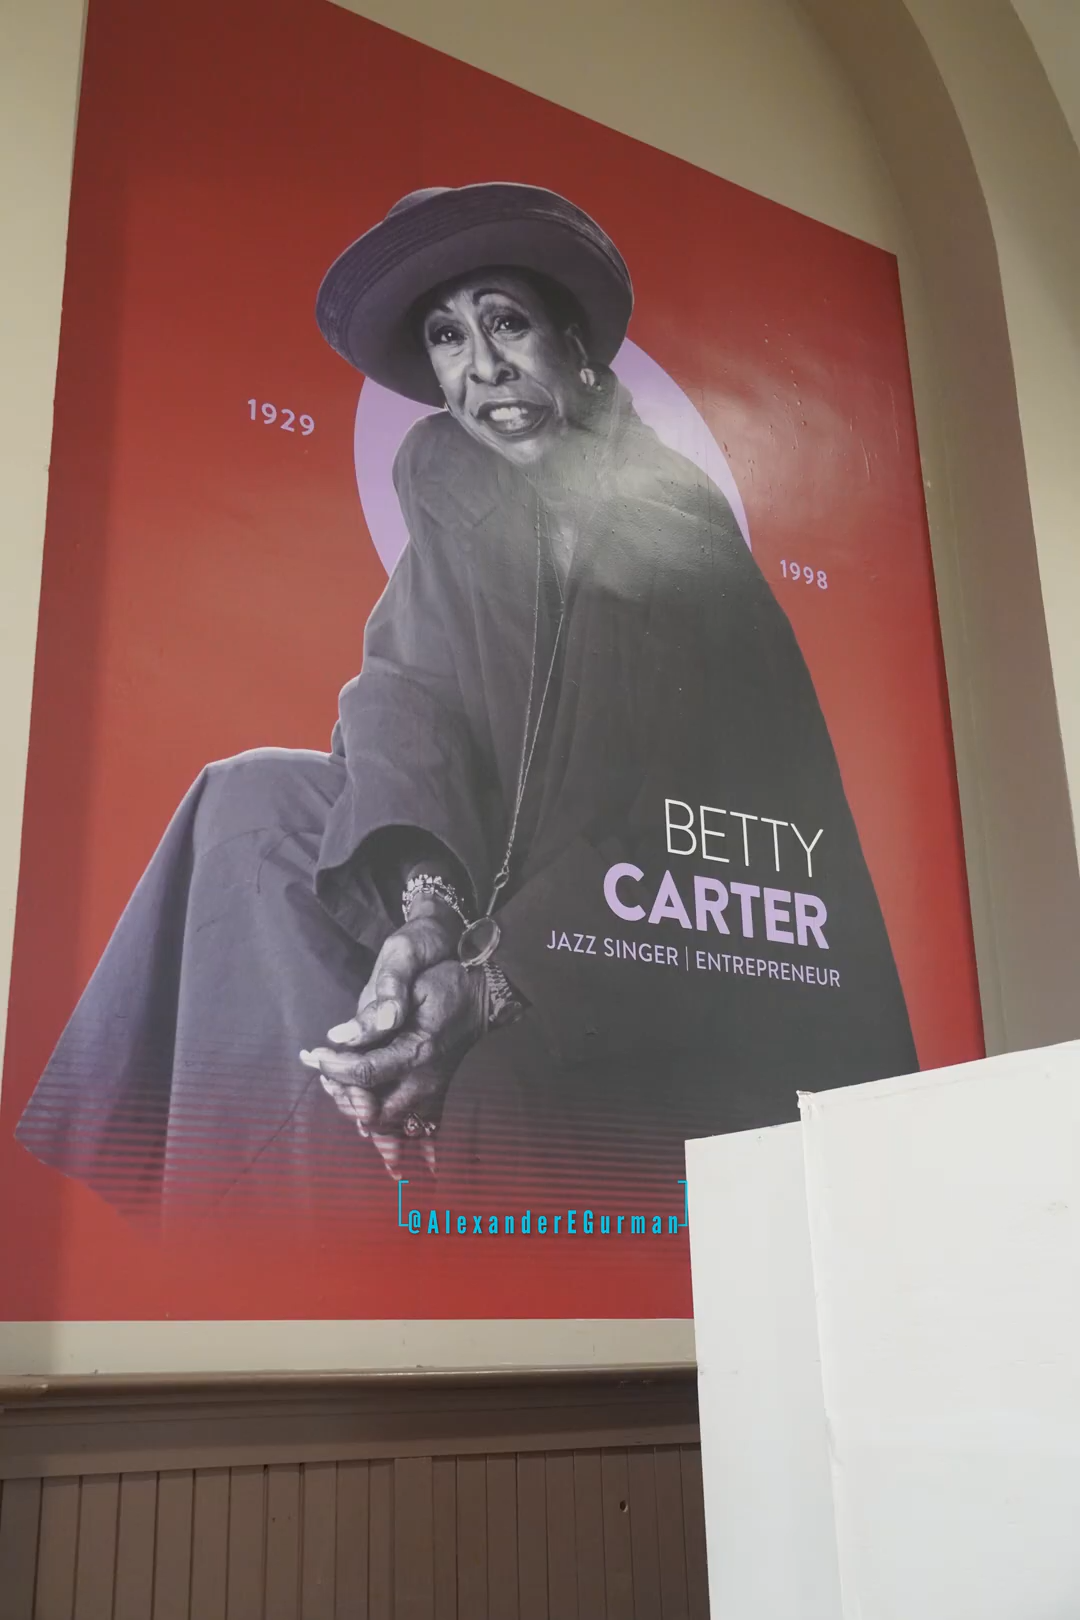 1929
1998
BETTY
CARTER
JAZZ SINGER | ENTREPRENEUR
@AlexanderEGurman